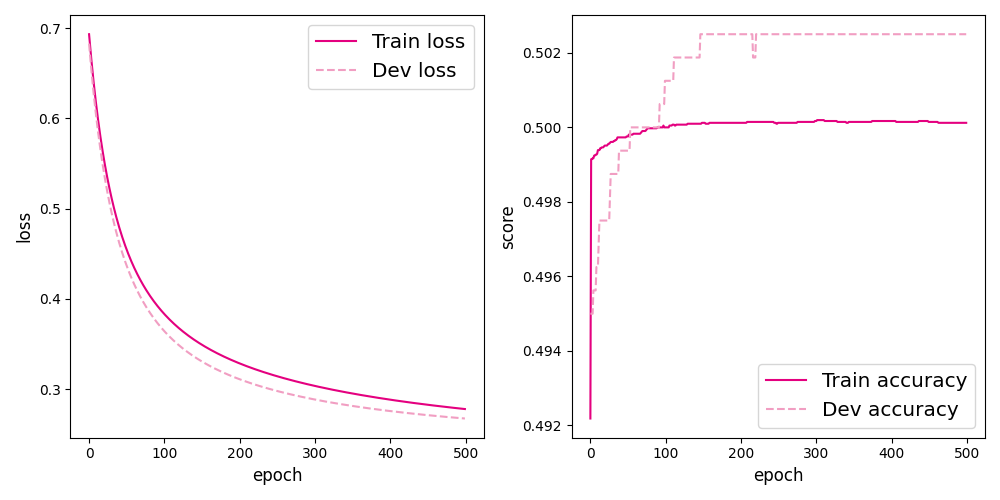 0.7
0.6
0.5
0.4
0.3
loss
0 100 200 300 400 500
epoch
Train loss
Dev loss
0.502
0.500
0.498
0.496
0.494
0.492
score
0 100 200 300 400 500
epoch
Train accuracy
Dev accuracy